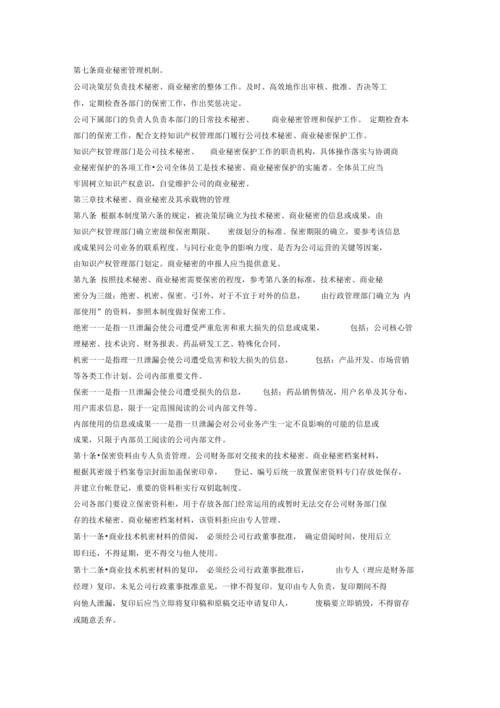 第七条商业秘密管理机制。
公司决策层负责技术秘密、商业秘密的整体工作。及时、高效地作出审核、批准、否决等工
作，定期检查各部门的保密工作，作出奖惩决定。
公司下属部门的负责人负责本部门的日常技术秘密、 商业秘密管理和保护工作。 定期检查本
部门的保密工作，配合支持知识产权管理部门履行公司技术秘密、商业秘密保护工作。
知识产权管理部门是公司技术秘密、 商业秘密保护工作的职责机构，具体操作落实与协调商
业秘密保护的各项工作•公司全体员工是技术秘密、商业秘密保护的实施者。全体员工应当
牢固树立知识产权意识，自觉维护公司的商业秘密。
第三章技术秘密、商业秘密及其承载物的管理
第八条 根据本制度第六条的规定，被决策层确立为技术秘密、商业秘密的信息或成果，由
知识产权管理部门确立密级和保密期限。 密级划分的标准、保密期限的确立，要参考该信息
或成果同公司业务的联系程度、与同行业竞争的影响力度、是否为公司运营的关键等因素，
由知识产权管理部门划定。商业秘密的申报人应当提供意见。
第九条 按照技术秘密、商业秘密需要保密的程度，参考第八条的标准，技术秘密、商业秘
密分为三级：绝密、机密、保密。弓I外，对于不宜于对外的信息， 由行政管理部门确立为 内
部使用”的资料，参照本制度做好保密工作。
绝密一一是指一旦泄漏会使公司遭受严重危害和重大损失的信息或成果， 包括：公司核心管
理秘密、技术诀窍、财务报表、药品研发工艺、特殊化合同。
机密一一是指理一旦泄漏会使公司遭受危害和较大损失的信息， 包括：产品开发、市场营销
等各类工作计划、公司内部重要文件。
保密一一是指一旦泄漏会使公司遭受损失的信息， 包括：药品销售情况，用户名单及其分布，
用户需求信息，限于一定范围阅读的公司内部文件等。
内部使用的信息或成果一一是指一旦泄漏会对公司业务产生一定不良影响的可能的信息或
成果，只限于内部员工阅读的公司内部文件。
第十条•保密资料由专人负责管理。公司财务部对交接来的技术秘密、商业秘密档案材料，
根据其密级于档案卷宗封面加盖保密印章， 登记、编号后统一放置保密资料专门存放处保存，
并建立台帐登记，重要的资料柜实行双钥匙制度。
公司各部门要设立保密资科柜，用于存放各部门经常运用的或暂时无法交存公司财务部门保
存的技术秘密、商业秘密档案材料，该资料拒应由专人管理。
第十一条•商业技术机密材料的借阅， 必须经公司行政董事批准， 确定借阅时间，使用后立
即归还，不得延期，更不得交与他人使用。
第十二条•商业技术机密材料的复印， 必须经公司行政董事批准后， 由专人（理应是财务部
经理）复印，未见公司行政董事批准意见，一律不得复印。复印由专人负责，复印期间不得
向他人泄漏，复印后应当立即将复印稿和原稿交还申请复印人， 废稿要立即销毁，不得留存
或随意丢弃。